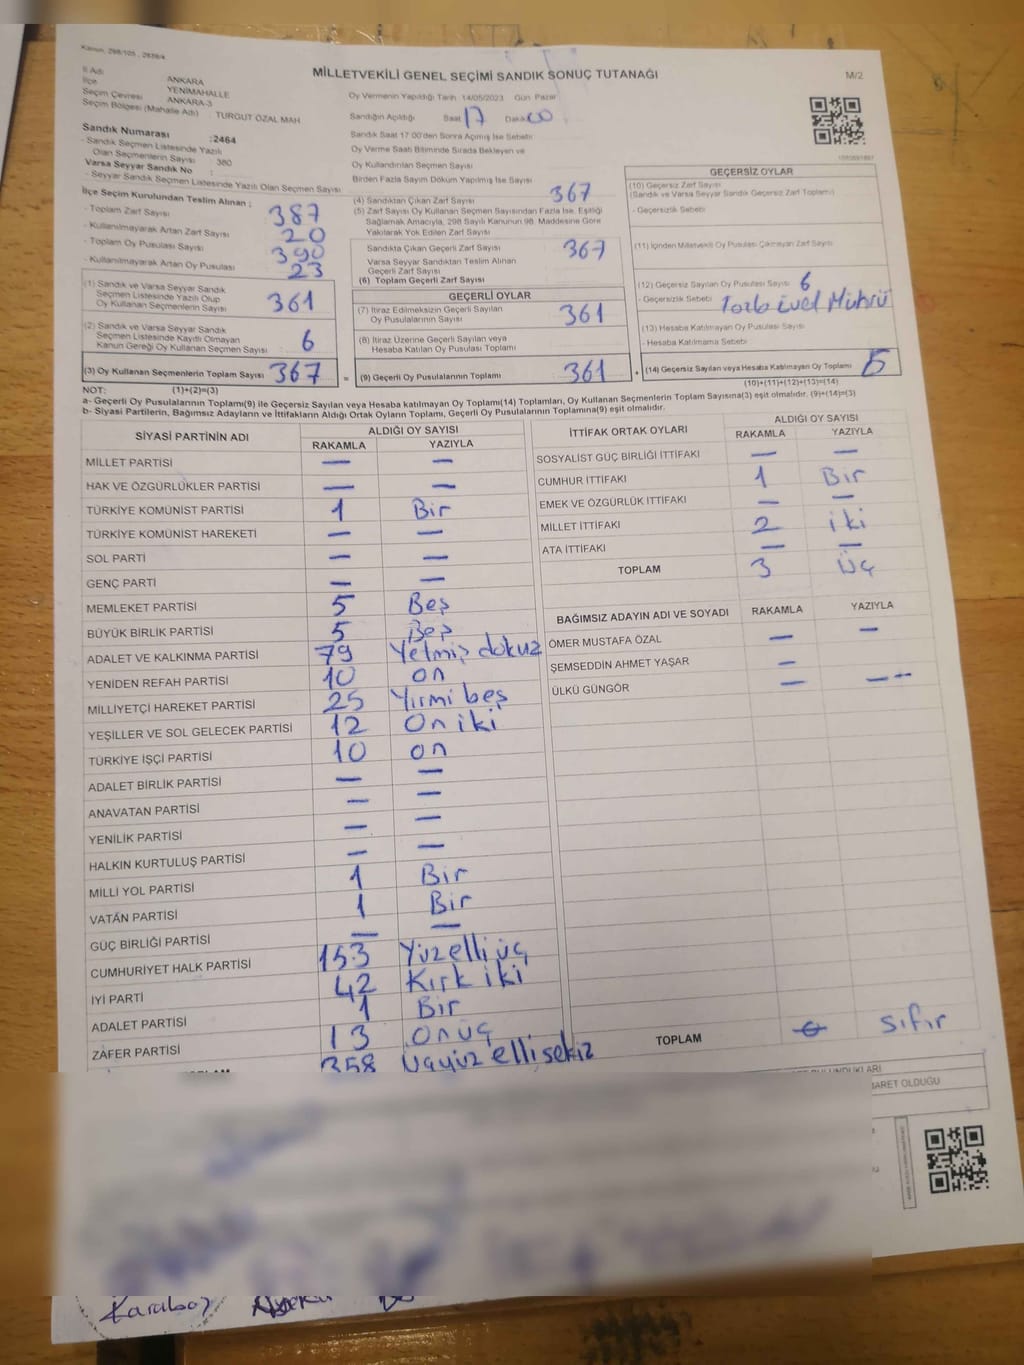 Kanun, 298/105 , 2839/4
MİLLETVEKİLİ GENEL SEÇİMİ SANDIK SONUÇ TUTANAĞI
M/2
İl Adı ANKARA
İlçe YENİMAHALLE
Seçim Çevresi ANKARA-3
Seçim Bölgesi (Mahalle Adı) TURGUT ÖZAL MAH
Sandık Numarası :2464
- Sandık Seçmen Listesinde Yazılı Olan Seçmenlerin Sayısı 380
Varsa Seyyar Sandık No :
- Seyyar Sandık Seçmen Listesinde Yazılı Olan Seçmen Sayısı
Oy Vermenin Yapıldığı Tarih 14/05/2023 Gün Pazar
Sandığın Açıldığı Saat 17 Dakika 00
Sandık Saat 17:00'den Sonra Açılmış İse Sebebi:
Oy Verme Saati Bitiminde Sırada Bekleyen ve
Oy Kullandırılan Seçmen Sayısı
Birden Fazla Sayım Döküm Yapılmış İse Sayısı
İlçe Seçim Kurulundan Teslim Alınan :
- Toplam Zarf Sayısı 387
- Kullanılmayarak Artan Zarf Sayısı 20
- Toplam Oy Pusulası Sayısı 390
- Kullanılmayarak Artan Oy Pusulası 23
(1) Sandık ve Varsa Seyyar Sandık
Seçmen Listesinde Yazılı Olup
Oy Kullanan Seçmenlerin Sayısı 361
(2) Sandık ve Varsa Seyyar Sandık
Seçmen Listesinde Kayıtlı Olmayan
Kanun Gereği Oy Kullanan Seçmen Sayısı : 6
(3) Oy Kullanan Seçmenlerin Toplam Sayısı 367 =
(4) Sandıktan Çıkan Zarf Sayısı 367
(5) Zarf Sayısı Oy Kullanan Seçmen Sayısından Fazla İse, Eşitliği
Sağlamak Amacıyla, 298 Sayılı Kanunun 98. Maddesine Göre
Yakılarak Yok Edilen Zarf Sayısı
Sandıkta Çıkan Geçerli Zarf Sayısı 367
Varsa Seyyar Sandıktan Teslim Alınan
Geçerli Zarf Sayısı
(6) Toplam Geçerli Zarf Sayısı
GEÇERLİ OYLAR
(7) İtiraz Edilmeksizin Geçerli Sayılan
Oy Pusulalarının Sayısı 361
(8) İtiraz Üzerine Geçerli Sayılan veya
Hesaba Katılan Oy Pusulası Toplamı
(9) Geçerli Oy Pusulalarının Toplamı 361 +
1000691897
GEÇERSİZ OYLAR
(10) Geçersiz Zarf Sayısı
(Sandık ve Varsa Seyyar Sandık Geçersiz Zarf Toplamı)
- Geçersizlik Sebebi
(11) İçinden Milletvekili Oy Pusulası Çıkmayan Zarf Sayısı
(12) Geçersiz Sayılan Oy Pusulası Sayısı 6
- Geçersizlik Sebebi
(13) Hesaba Katılmayan Oy Pusulası Sayısı
- Hesaba Katılmama Sebebi
(14) Geçersiz Sayılan veya Hesaba Katılmayan Oy Toplamı
NOT: (1)+(2)=(3) (10)+(11)+(12)+(13)=(14)
a- Geçerli Oy Pusulalarının Toplamı(9) ile Geçersiz Sayılan veya Hesaba katılmayan Oy Toplamı(14) Toplamları, Oy Kullanan Seçmenlerin Toplam Sayısına(3) eşit olmalıdır. (9)+(14)=(3)
b- Siyasi Partilerin, Bağımsız Adayların ve İttifakların Aldığı Ortak Oyların Toplamı, Geçerli Oy Pusulalarının Toplamına(9) eşit olmalıdır.
SİYASİ PARTİNİN ADI ALDIĞI OY SAYISI
RAKAMLA YAZIYLA
MİLLET PARTİSİ — —
HAK VE ÖZGÜRLÜKLER PARTİSİ — —
TÜRKİYE KOMÜNİST PARTİSİ 1 Bir
TÜRKİYE KOMÜNİST HAREKETİ — —
SOL PARTİ — —
GENÇ PARTİ — —
MEMLEKET PARTİSİ 5 Beş
BÜYÜK BİRLİK PARTİSİ 5 Beş
ADALET VE KALKINMA PARTİSİ 79 Yetmiş dokuz
YENİDEN REFAH PARTİSİ 10 on
MİLLİYETÇİ HAREKET PARTİSİ 25 Yirmi beş
YEŞİLLER VE SOL GELECEK PARTİSİ 12 On iki
TÜRKİYE İŞÇİ PARTİSİ 10 on
ADALET BİRLİK PARTİSİ — —
ANAVATAN PARTİSİ — —
YENİLİK PARTİSİ — —
HALKIN KURTULUŞ PARTİSİ — —
MİLLİ YOL PARTİSİ 1 Bir
VATAN PARTİSİ 1 Bir
GÜÇ BİRLİĞİ PARTİSİ — —
CUMHURİYET HALK PARTİSİ 153 Yüz elli üç
İYİ PARTİ 42 Kırk iki
ADALET PARTİSİ 1 Bir
ZAFER PARTİSİ 13 Onüç
358 Üçyüz elli sekiz
İTTİFAK ORTAK OYLARI ALDIĞI OY SAYISI
RAKAMLA YAZIYLA
SOSYALİST GÜÇ BİRLİĞİ İTTİFAKI — —
CUMHUR İTTİFAKI 1 Bir
EMEK VE ÖZGÜRLÜK İTTİFAKI — —
MİLLET İTTİFAKI 2 iki
ATA İTTİFAKI — —
TOPLAM 3 Üç
BAĞIMSIZ ADAYIN ADI VE SOYADI RAKAMLA YAZIYLA
ÖMER MUSTAFA ÖZAL — —
ŞEMSEDDİN AHMET YAŞAR —
ÜLKÜ GÜNGÖR — —
TOPLAM 0 sıfır